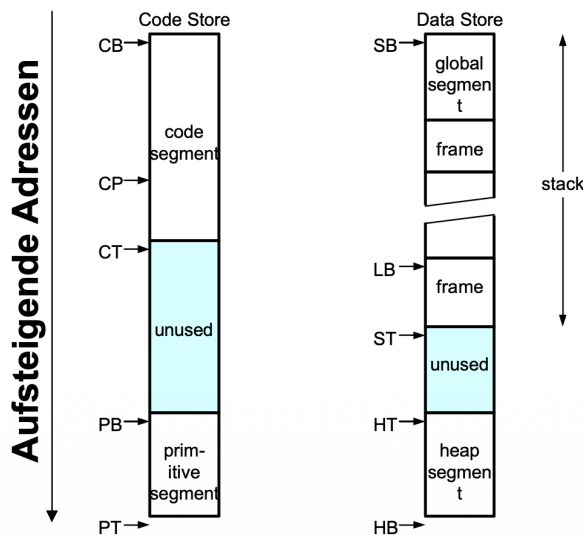 Aufsteigende Adressen
Code Store
CB
code
segment
CP
CT
unused
PB
prim-
itive
segment
PT
Data Store
SB
global
segmen
t
frame
stack
LB
frame
ST
unused
HT
heap
segmen
t
HB